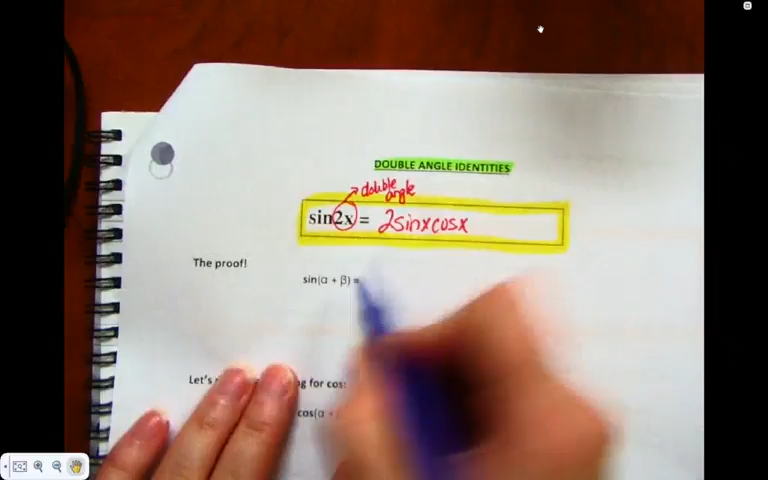 DOUBLE ANGLE IDENTITIES
double
angle
sin2x = 2sinxcosx
The proof!
sin(α + β) =
Let's
g for cos:
cos(α +